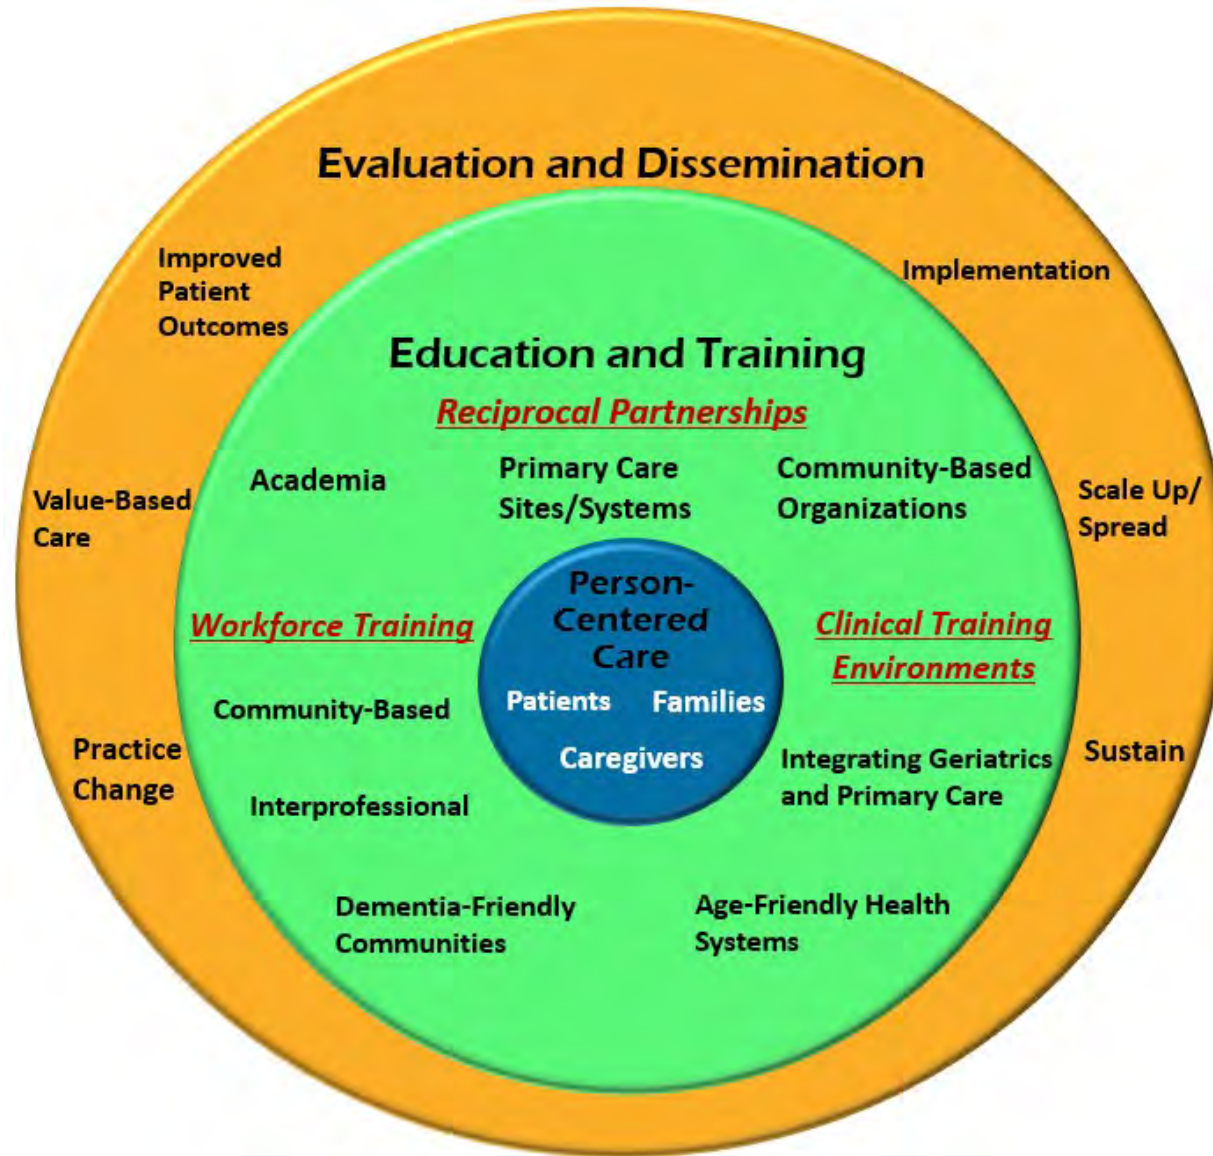 Evaluation and Dissemination
Improved
Patient
Outcomes
Implementation
Education and Training
Reciprocal Partnerships
Academia
Primary Care
Sites/Systems
Community-Based
Organizations
Value-Based
Care
Scale Up/
Spread
Person-
Centered
Care
Patients Families
Caregivers
Workforce Training
Community-Based
Interprofessional
Dementia-Friendly
Communities
Clinical Training
Environments
Integrating Geriatrics
and Primary Care
Age-Friendly Health
Systems
Practice
Change
Sustain